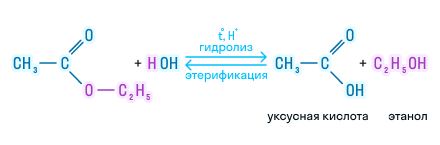 O
t°, H⁺
O
CH₃ — C + HOH гидролиз CH₃ — C + C₂H₅OH
этерификация
O — C₂H₅ OH
уксусная кислота этанол